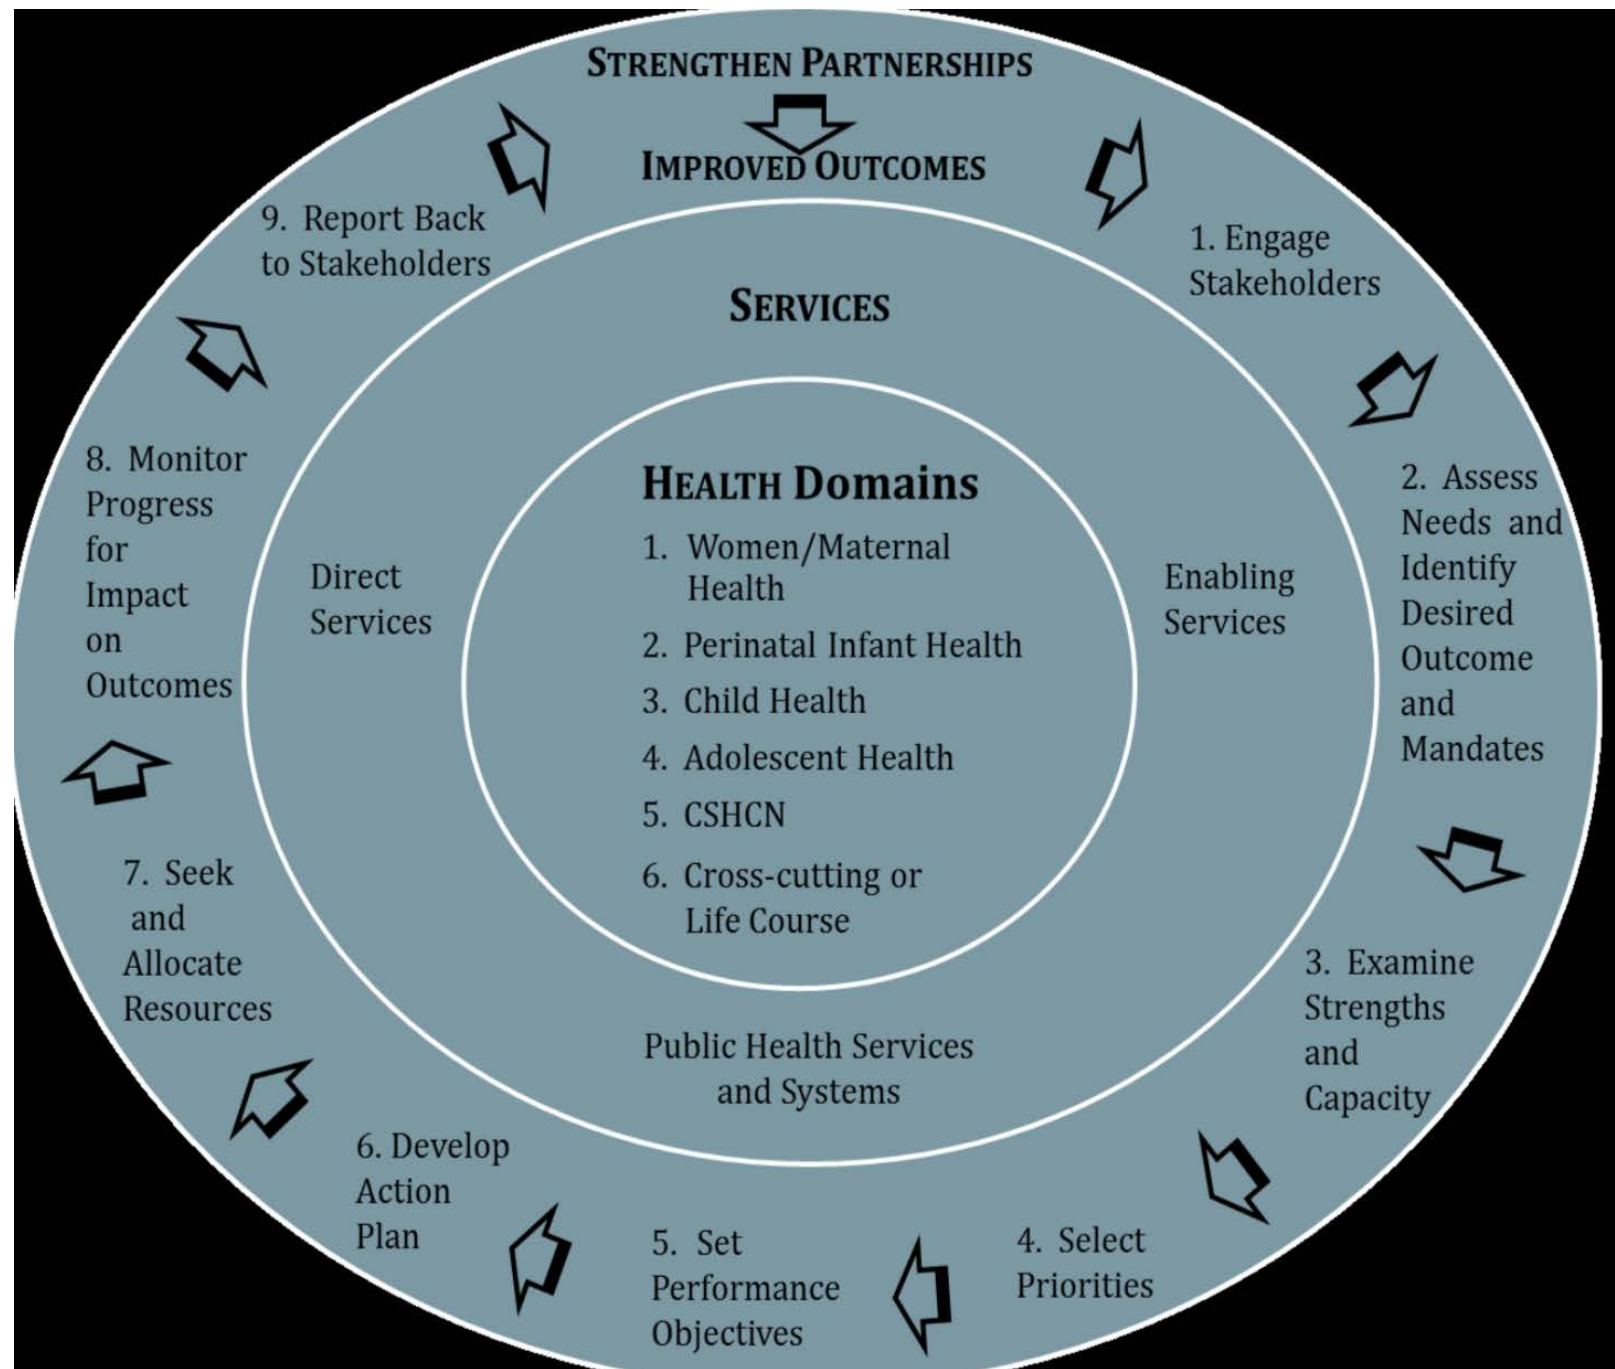 STRENGTHEN PARTNERSHIPS
IMPROVED OUTCOMES
1. Engage
Stakeholders
2. Assess
Needs and
Identify
Desired
Outcome
and
Mandates
3. Examine
Strengths
and
Capacity
4. Select
Priorities
5. Set
Performance
Objectives
6. Develop
Action
Plan
7. Seek
and
Allocate
Resources
8. Monitor
Progress
for
Impact
on
Outcomes
9. Report Back
to Stakeholders
SERVICES
Direct
Services
Enabling
Services
Public Health Services
and Systems
HEALTH Domains
1. Women/Maternal
Health
2. Perinatal Infant Health
3. Child Health
4. Adolescent Health
5. CSHCN
6. Cross-cutting or
Life Course